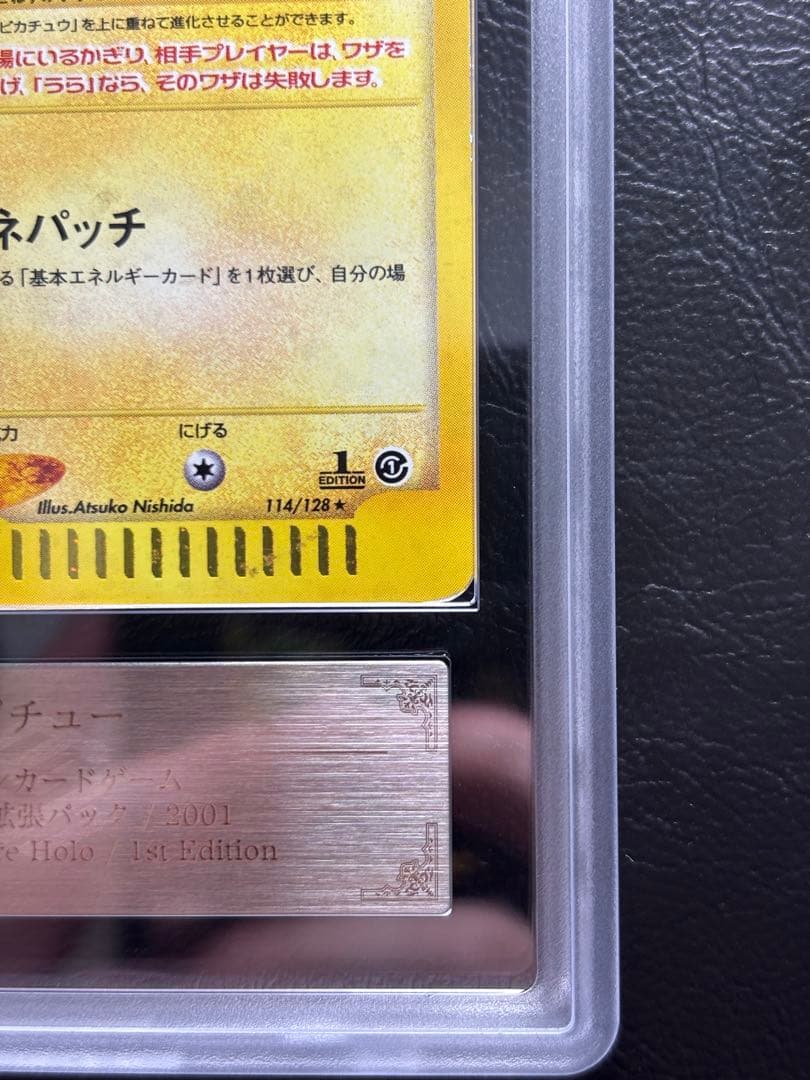 ピカチュウ」を上に重ねて進化させることができます。
場にいるかぎり、相手プレイヤーは、ワザを
げ、「うら」なら、そのワザは失敗します。
ネパッチ
る「基本エネルギーカード」を1枚選び、自分の場
力
にげる
1
EDITION
1
Illus.Atsuko Nishida
114/128★
チュー
カードゲーム
拡張パック / 2001
re Holo / 1st Edition